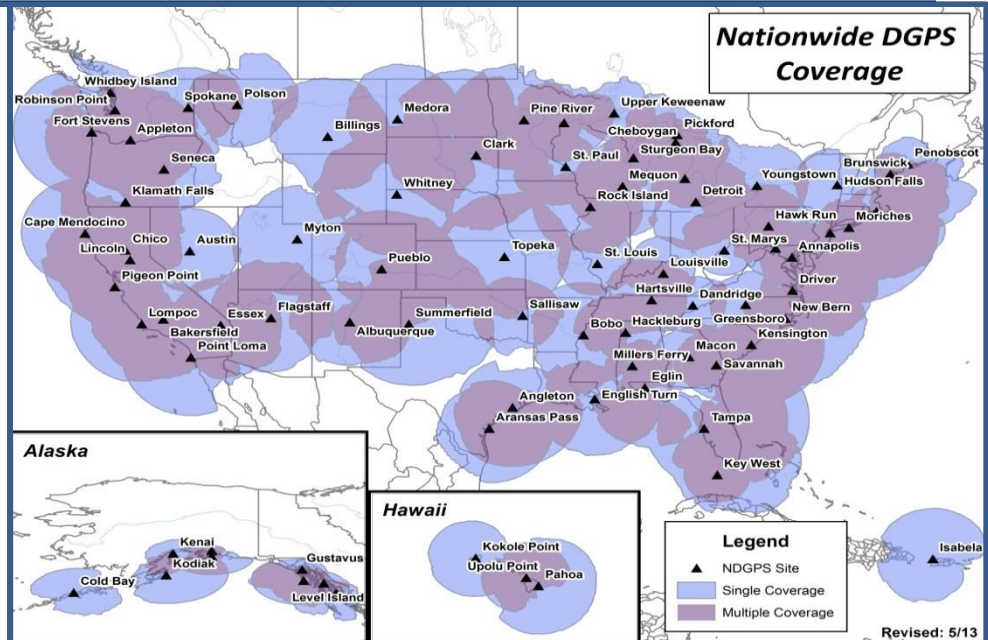 Nationwide DGPS
Coverage
Whidbey Island
Robinson Point
Fort Stevens
Appleton
Spokane
Polson
Seneca
Klamath Falls
Billings
Medora
Clark
Whitney
Pine River
Upper Keweenaw
Cheboygan
Pickford
Sturgeon Bay
St. Paul
Mequon
Rock Island
Detroit
Youngstown
Penobscot
Brunswick
Hudson Falls
Hawk Run
Moriches
Cape Mendocino
Chico
Lincoln
Pigeon Point
Austin
Myton
Pueblo
Topeka
St. Louis
Louisville
St. Marys
Annapolis
Driver
Lompoc
Bakersfield
Point Loma
Essex
Flagstaff
Albuquerque
Summerfield
Sallisaw
Hartsville
Dandridge
New Bern
Greensboro
Kensington
Bobo
Hackleburg
Macon
Savannah
Millers Ferry
Eglin
English Turn
Angleton
Aransas Pass
Tampa
Key West
Alaska
Kenai
Kodiak
Cold Bay
Gustavus
Level Island
Hawaii
Kokole Point
Upolu Point
Pahoa
Isabela
Legend
NDGPS Site
Single Coverage
Multiple Coverage
Revised: 5/13